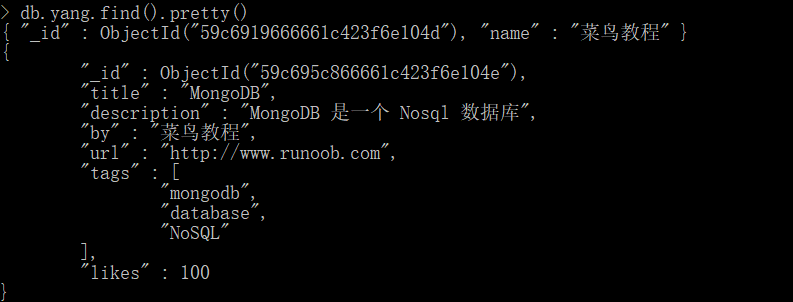 > db.yang.find().pretty()
{ "_id" : ObjectId("59c6919666661c423f6e104d"), "name" : "菜鸟教程" }
{
        "_id" : ObjectId("59c695c866661c423f6e104e"),
        "title" : "MongoDB",
        "description" : "MongoDB 是一个 Nosql 数据库",
        "by" : "菜鸟教程",
        "url" : "http://www.runoob.com",
        "tags" : [
                "mongodb",
                "database",
                "NoSQL"
        ],
        "likes" : 100
}